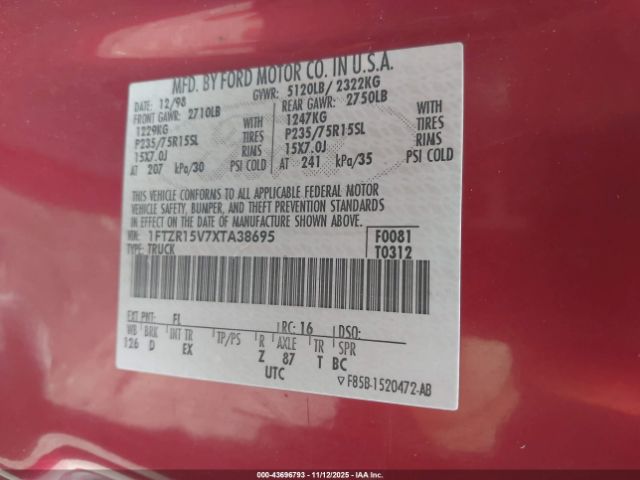 MFD. BY FORD MOTOR CO. IN U.S.A.
DATE: 12/98 GVWR: 5120LB/ 2322KG
FRONT GAWR: 2710LB REAR GAWR: 2750LB
1229KG WITH 1247KG WITH
P235/75R15SL TIRES P235/75R15SL TIRES
15X7.0J RIMS 15X7.0J RIMS
AT 207 kPa/30 PSI COLD AT 241 kPa/35 PSI COLD
THIS VEHICLE CONFORMS TO ALL APPLICABLE FEDERAL MOTOR
VEHICLE SAFETY, BUMPER, AND THEFT PREVENTION STANDARDS
IN EFFECT ON THE DATE OF MANUFACTURE SHOWN ABOVE.
VIN: 1FTZR15V7XTA38695 F0081
TYPE: TRUCK T0312
EXT PNT: FL RC: 16 DSO:
WB BRK INT TR TP/PS R AXLE TR SPR
126 D EX Z 87 T BC
UTC
F85B-1520472-AB
000-43696793 - 11/12/2025 - IAAI.com